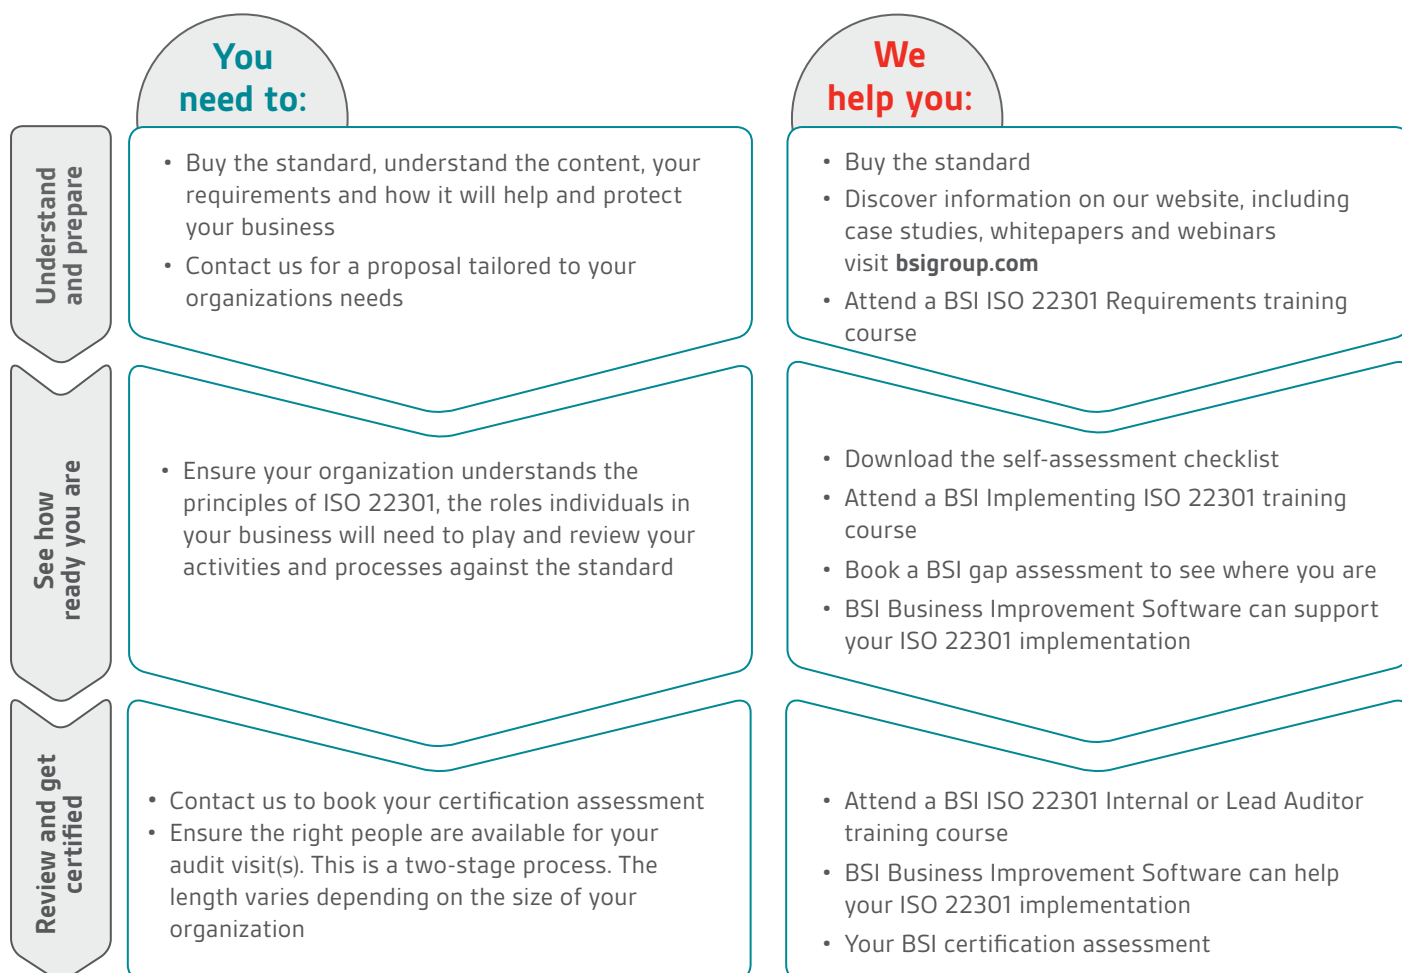 You
need to:
We
help you:
Understand
and prepare
• Buy the standard, understand the content, your
requirements and how it will help and protect
your business
• Contact us for a proposal tailored to your
organizations needs
• Buy the standard
• Discover information on our website, including
case studies, whitepapers and webinars
visit bsigroup.com
• Attend a BSI ISO 22301 Requirements training
course
See how
ready you are
• Ensure your organization understands the
principles of ISO 22301, the roles individuals in
your business will need to play and review your
activities and processes against the standard
• Download the self-assessment checklist
• Attend a BSI Implementing ISO 22301 training
course
• Book a BSI gap assessment to see where you are
• BSI Business Improvement Software can support
your ISO 22301 implementation
Review and get
certified
• Contact us to book your certification assessment
• Ensure the right people are available for your
audit visit(s). This is a two-stage process. The
length varies depending on the size of your
organization
• Attend a BSI ISO 22301 Internal or Lead Auditor
training course
• BSI Business Improvement Software can help
your ISO 22301 implementation
• Your BSI certification assessment